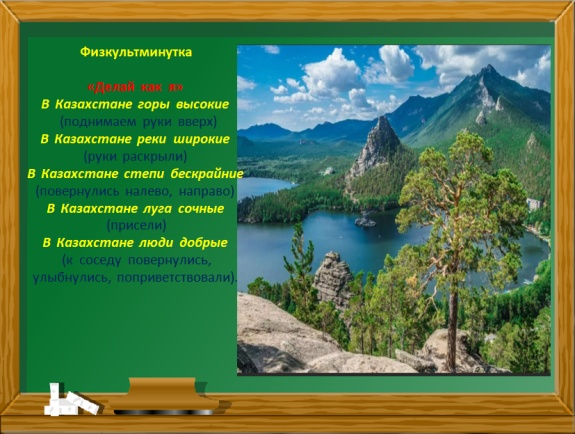 Физкультминутка
«Делай как я»
В Казахстане горы высокие
(поднимаем руки вверх)
В Казахстане реки широкие
(руки раскрыли)
В Казахстане степи бескрайние
(повернулись налево, направо)
В Казахстане луга сочные
(присели)
В Казахстане люди добрые
(к соседу повернулись,
улыбнулись, поприветствовали).